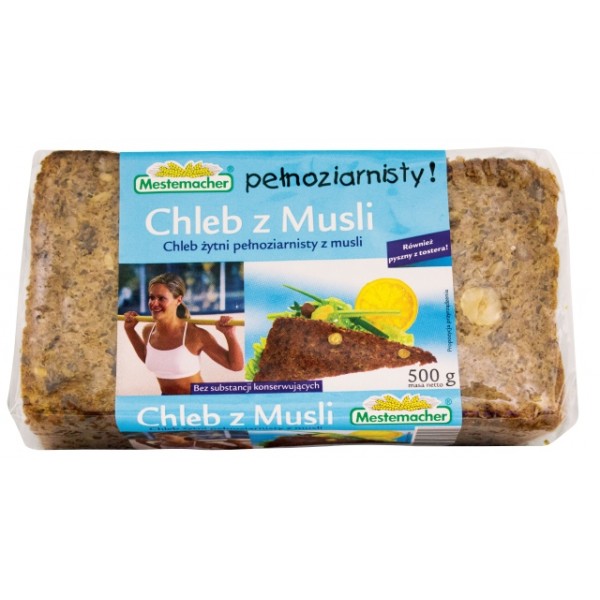 Mestemacher®
pełnoziarnisty!
Chleb z Musli
Chleb żytni pełnoziarnisty z musli
Również
pyszny z tostera!
500 g
masa netto
Bez substancji konserwujących
Chleb z Musli
Mestemacher®